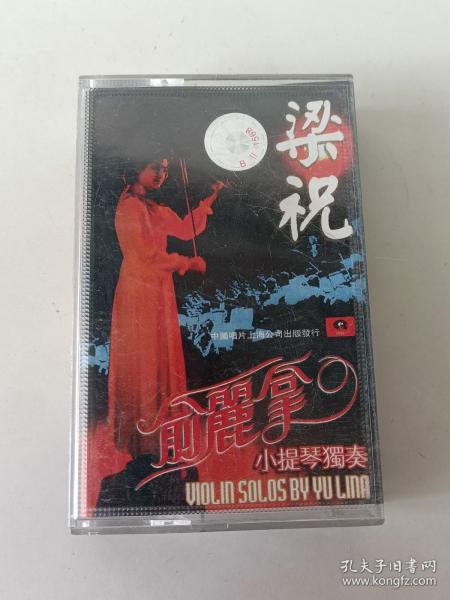 梁祝
中國唱片上海公司出版發行
俞麗拿
小提琴獨奏
VIOLIN SOLOS BY YU LINA
孔夫子旧书网
www.kongfz.com